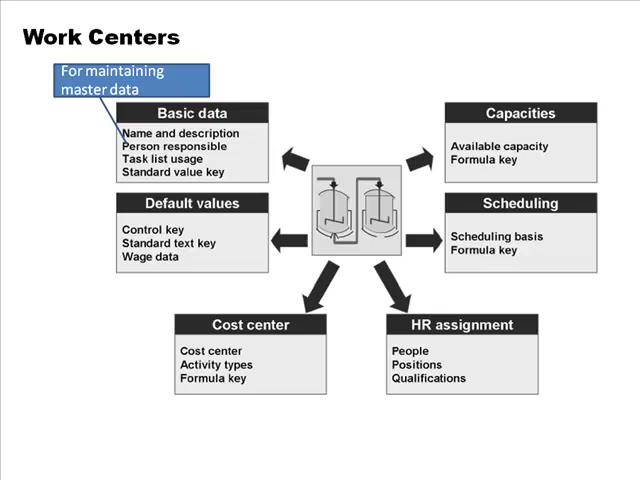 Work Centers
For maintaining
master data
Basic data
Name and description
Person responsible
Task list usage
Standard value key
Capacities
Available capacity
Formula key
Default values
Control key
Standard text key
Wage data
Scheduling
Scheduling basis
Formula key
Cost center
Cost center
Activity types
Formula key
HR assignment
People
Positions
Qualifications